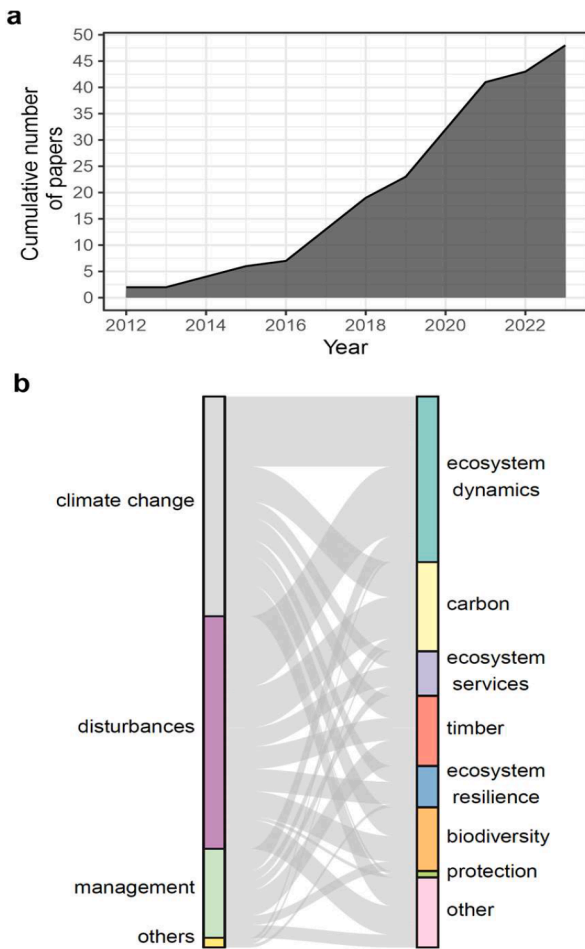 a
Cumulative number
of papers
50
45
40
35
30
25
20
15
10
5
0
2012 2014 2016 2018 2020 2022
Year
b
climate change
disturbances
management
others
ecosystem
dynamics
carbon
ecosystem
services
timber
ecosystem
resilience
biodiversity
protection
other